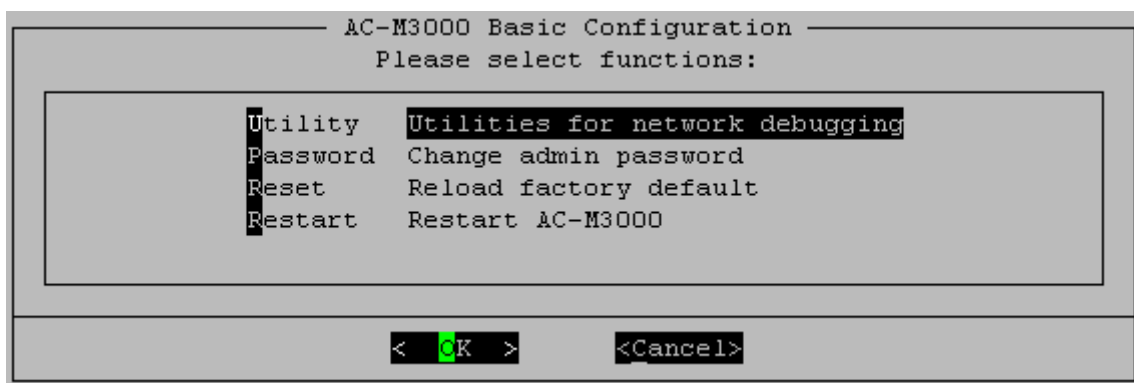 AC-M3000 Basic Configuration
Please select functions:
Utility Utilities for network debugging
Password Change admin password
Reset Reload factory default
Restart Restart AC-M3000
< OK > <Cancel>